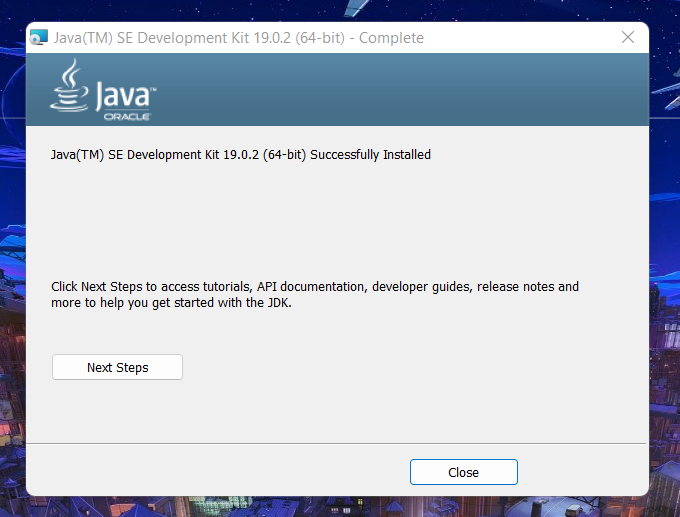 Java(TM) SE Development Kit 19.0.2 (64-bit) - Complete
Java™
ORACLE
Java(TM) SE Development Kit 19.0.2 (64-bit) Successfully Installed
Click Next Steps to access tutorials, API documentation, developer guides, release notes and
more to help you get started with the JDK.
Next Steps
Close